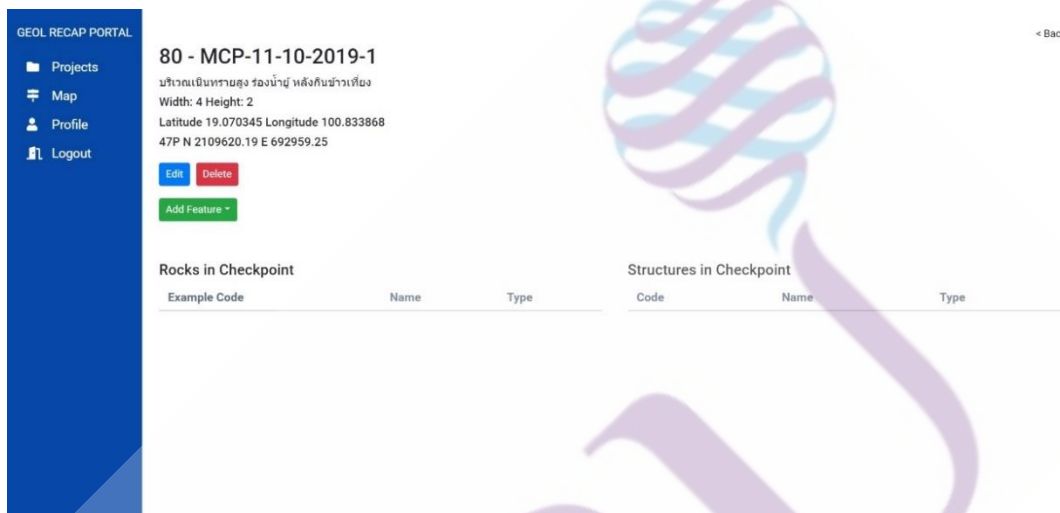 GEOL RECAP PORTAL
Projects
Map
Profile
Logout
< Bac
80 - MCP-11-10-2019-1
บริเวณเนินทรายสูง ร่องน้ำยู้ หลังกินข้าวเที่ยง
Width: 4 Height: 2
Latitude 19.070345 Longitude 100.833868
47P N 2109620.19 E 692959.25
Edit Delete
Add Feature
Rocks in Checkpoint
Example Code Name Type
Structures in Checkpoint
Code Name Type